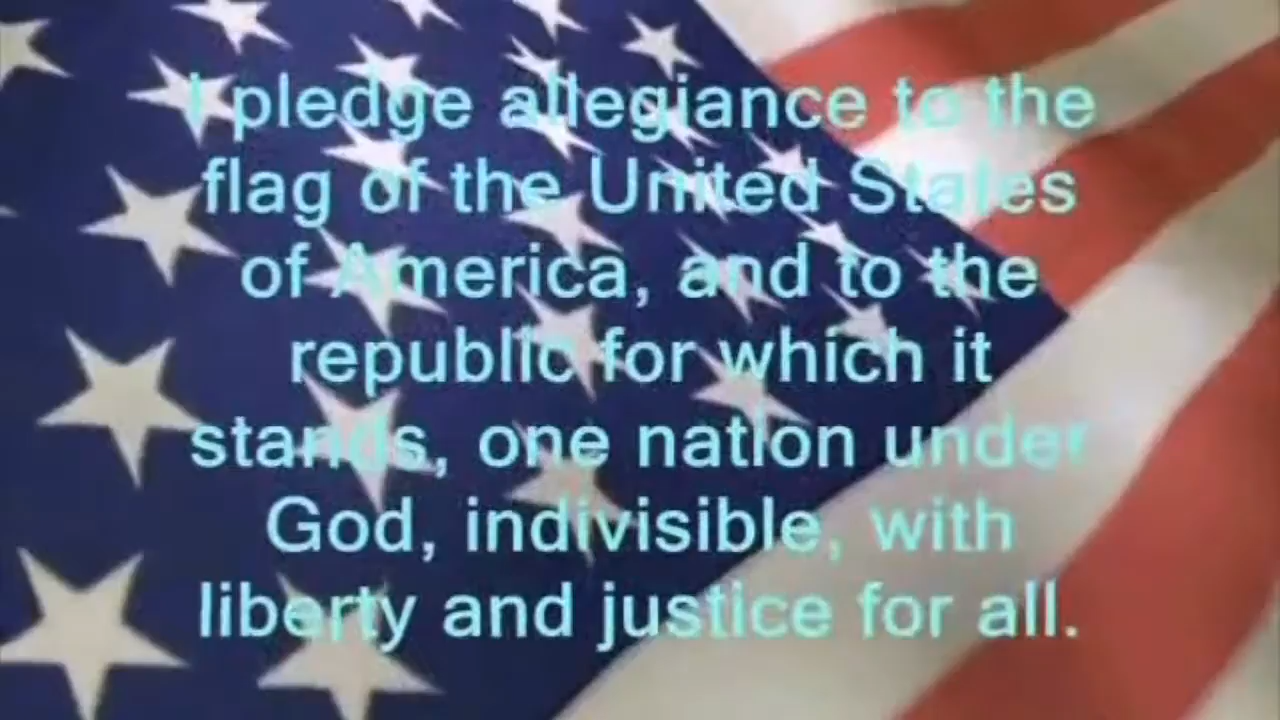 I pledge allegiance to the
flag of the United States
of America, and to the
republic for which it
stands, one nation under
God, indivisible, with
liberty and justice for all.